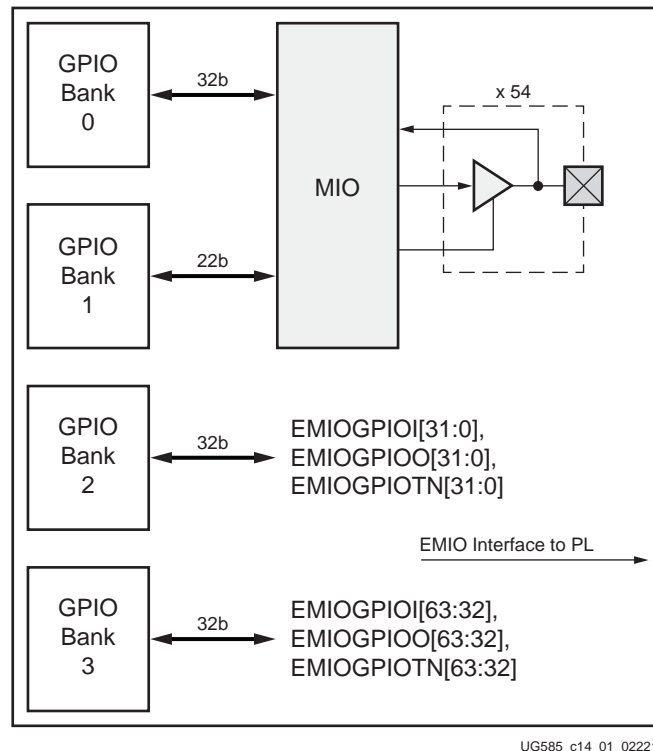 GPIO
Bank
0
32b
MIO
x 54
GPIO
Bank
1
22b
GPIO
Bank
2
32b
EMIOGPIOI[31:0],
EMIOGPIOO[31:0],
EMIOGPIOTN[31:0]
EMIO Interface to PL
GPIO
Bank
3
32b
EMIOGPIOI[63:32],
EMIOGPIOO[63:32],
EMIOGPIOTN[63:32]
UG585_c14_01_0222